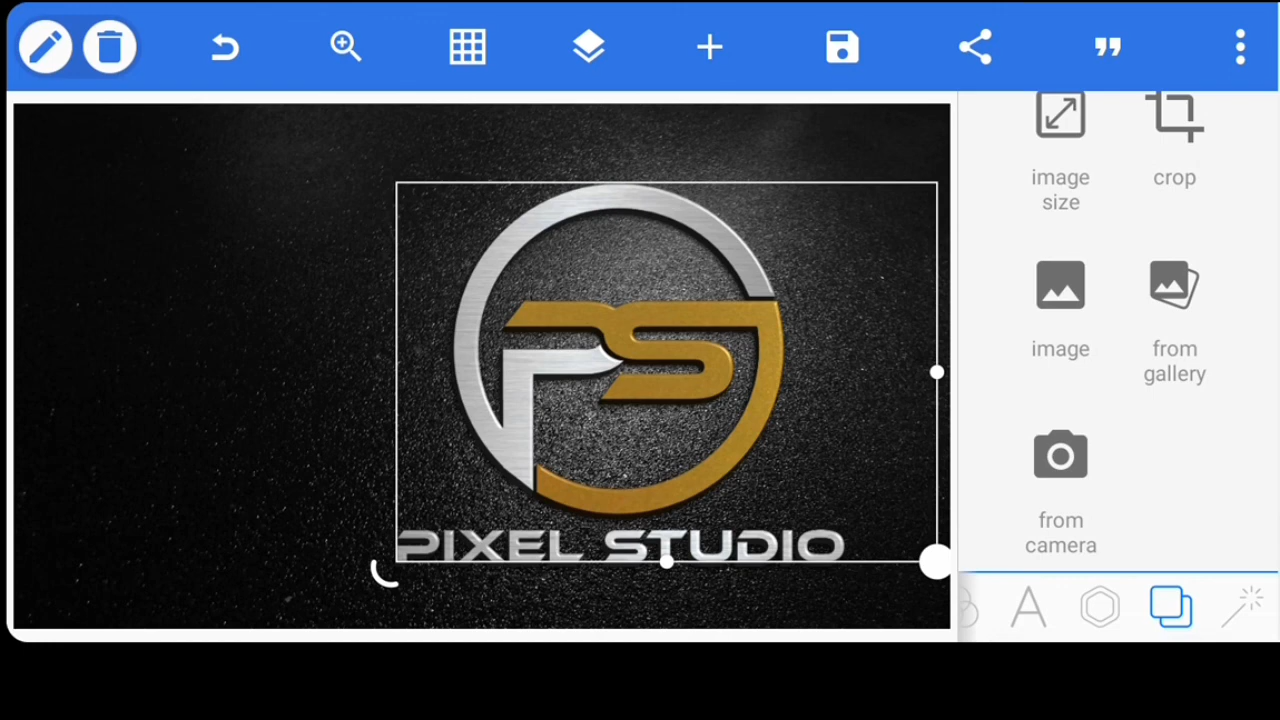 image
size
crop
image
from
gallery
from
camera
PS
PIXEL STUDIO